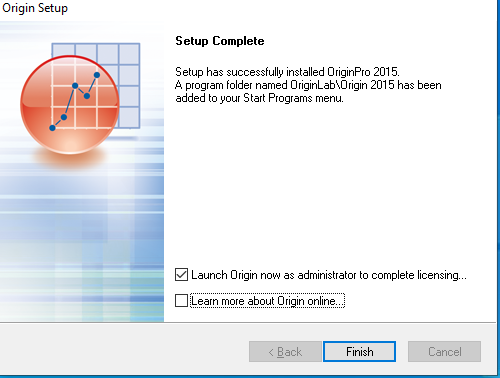 Origin Setup
Setup Complete
Setup has successfully installed OriginPro 2015.
A program folder named OriginLab\Origin 2015 has been
added to your Start Programs menu.
Launch Origin now as administrator to complete licensing...
Learn more about Origin online...
< Back
Finish
Cancel